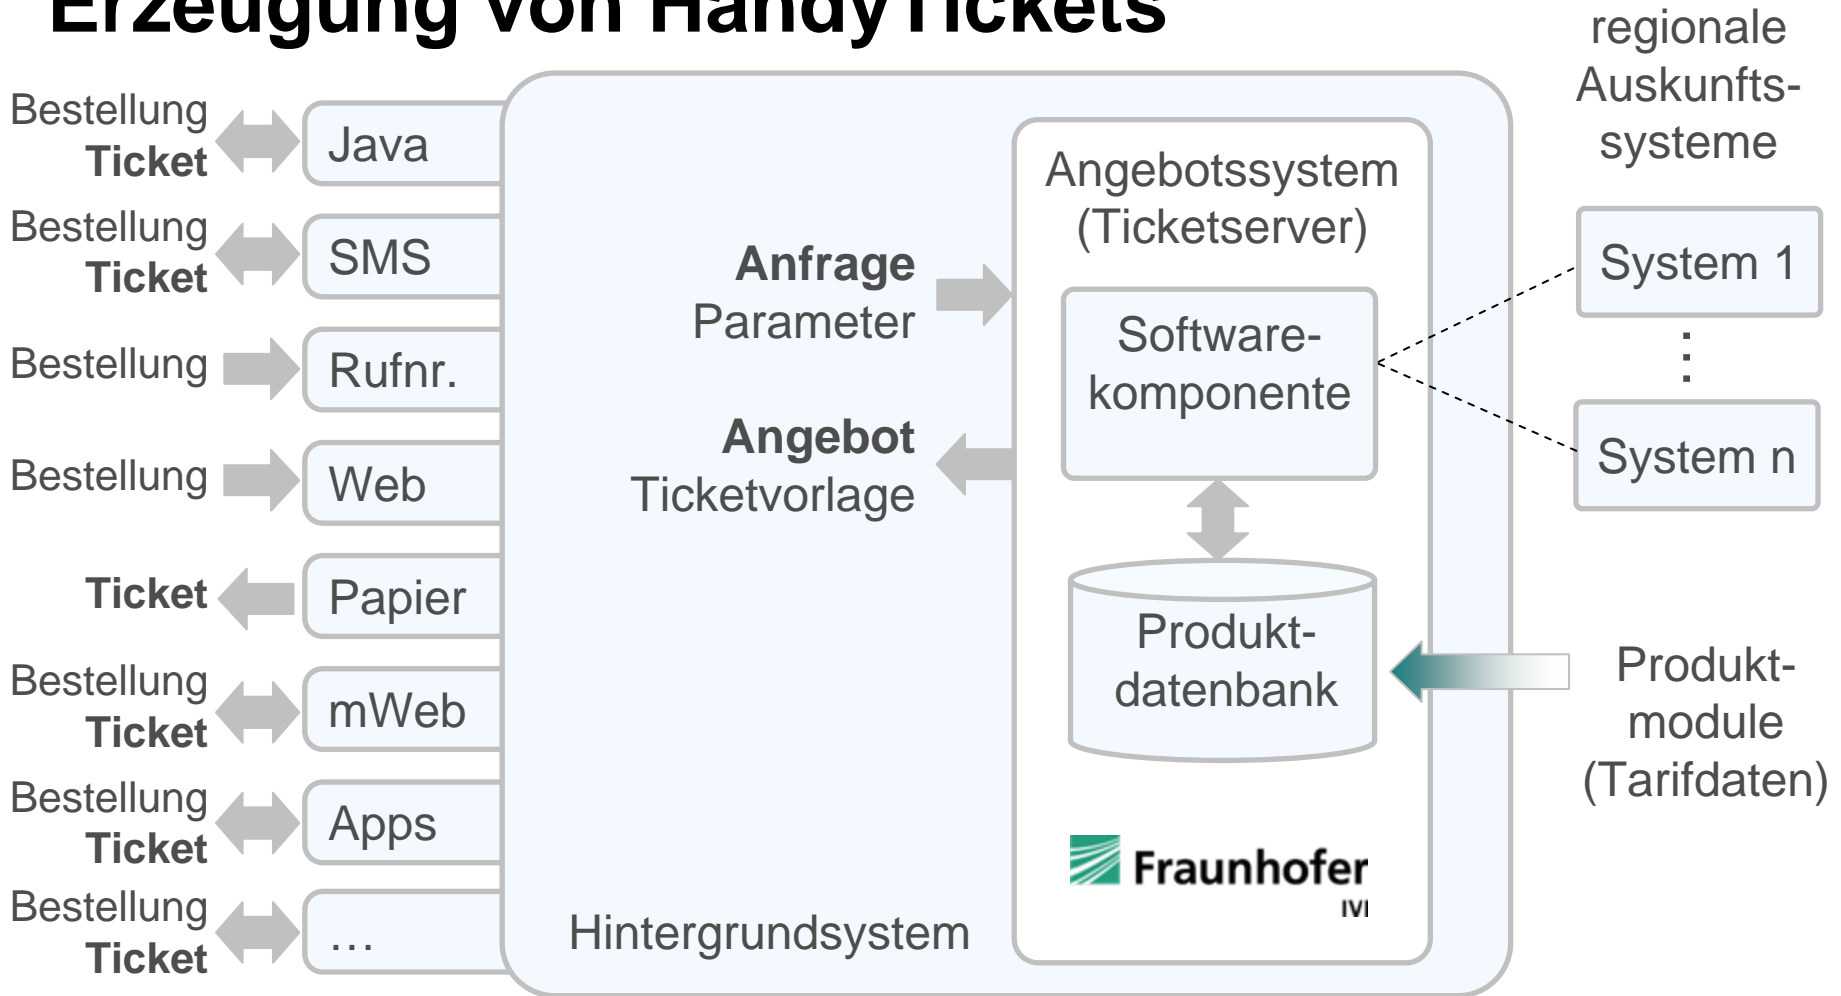 Erzeugung von HandyTickets
Bestellung
Ticket
Java
Bestellung
Ticket
SMS
Bestellung
Rufnr.
Bestellung
Web
Ticket
Papier
Bestellung
Ticket
mWeb
Bestellung
Ticket
Apps
Bestellung
Ticket
…
Anfrage
Parameter
Angebot
Ticketvorlage
Hintergrundsystem
Angebotssystem
(Ticketserver)
Software-
komponente
Produkt-
datenbank
Fraunhofer
IVI
regionale
Auskunfts-
systeme
System 1
System n
Produkt-
module
(Tarifdaten)